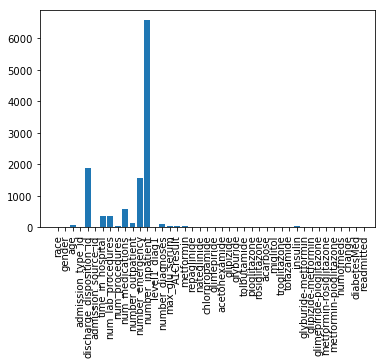 6000
5000
4000
3000
2000
1000
0
race
gender
age
admission_type_id
discharge_disposition_id
admission_source_id
time_in_hospital
num_lab_procedures
num_procedures
num_medications
number_outpatient
number_emergency
number_inpatient
number_diagnoses
max_glu_serum
A1Cresult
metformin
repaglinide
nateglinide
chlorpropamide
glimepiride
acetohexamide
glipizide
glyburide
tolbutamide
pioglitazone
rosiglitazone
acarbose
miglitol
troglitazone
tolazamide
insulin
glyburide-metformin
glipizide-metformin
glimepiride-pioglitazone
metformin-rosiglitazone
metformin-pioglitazone
numchange
numofmeds
diabetesMed
readmitted